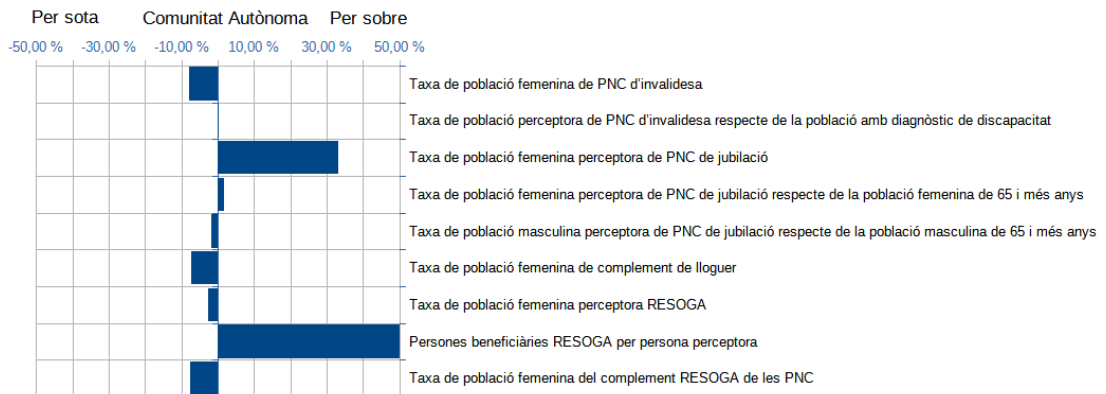 Per sota Comunitat Autònoma Per sobre
-50,00 % -30,00 % -10,00 % 10,00 % 30,00 % 50,00 %
Taxa de població femenina de PNC d'invalidesa
Taxa de població perceptora de PNC d'invalidesa respecte de la població amb diagnòstic de discapacitat
Taxa de població femenina perceptora de PNC de jubilació
Taxa de població femenina perceptora de PNC de jubilació respecte de la població femenina de 65 i més anys
Taxa de població masculina perceptora de PNC de jubilació respecte de la població masculina de 65 i més anys
Taxa de població femenina de complement de lloguer
Taxa de població femenina perceptora RESOGA
Persones beneficiàries RESOGA per persona perceptora
Taxa de població femenina del complement RESOGA de les PNC